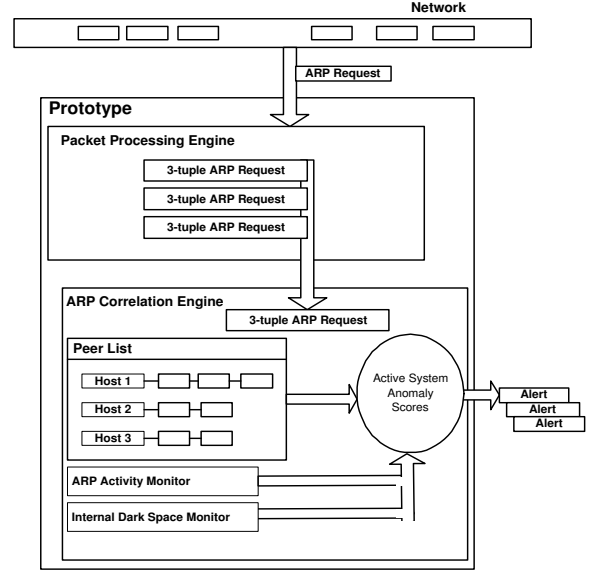 Network
ARP Request
Prototype
Packet Processing Engine
3-tuple ARP Request
3-tuple ARP Request
3-tuple ARP Request
ARP Correlation Engine
3-tuple ARP Request
Peer List
Host 1
Host 2
Host 3
Active System
Anomaly
Scores
Alert
Alert
Alert
ARP Activity Monitor
Internal Dark Space Monitor